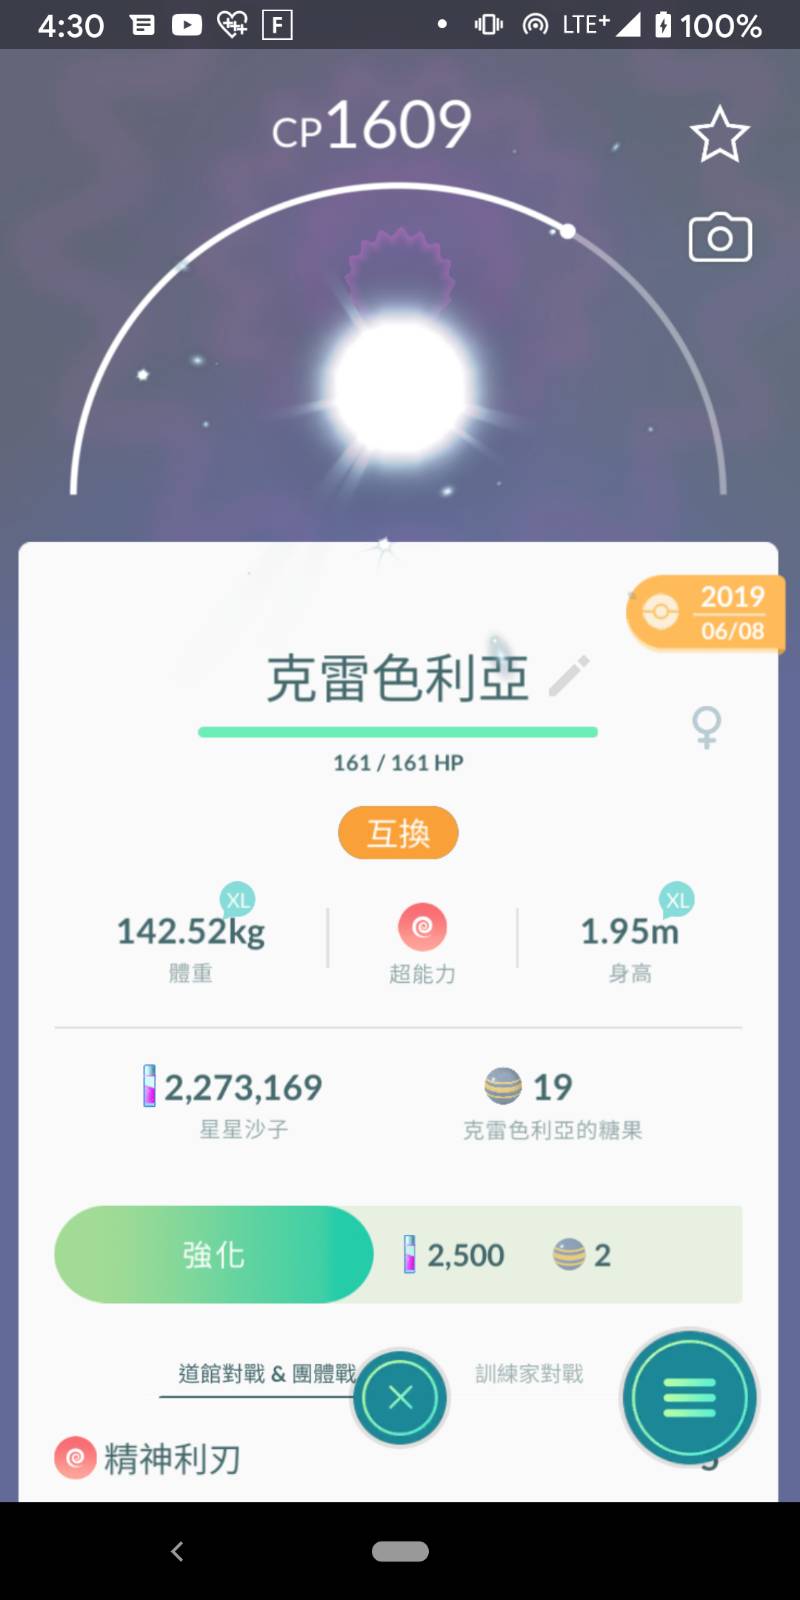 4:30 F LTE+ 100%
CP1609
2019
06/08
克雷色利亞
161 / 161 HP
互換
XL XL
142.52kg 1.95m
體重 超能力 身高
2,273,169 19
星星沙子 克雷色利亞的糖果
強化 2,500 2
道館對戰 & 團體戰 訓練家對戰
精神利刃